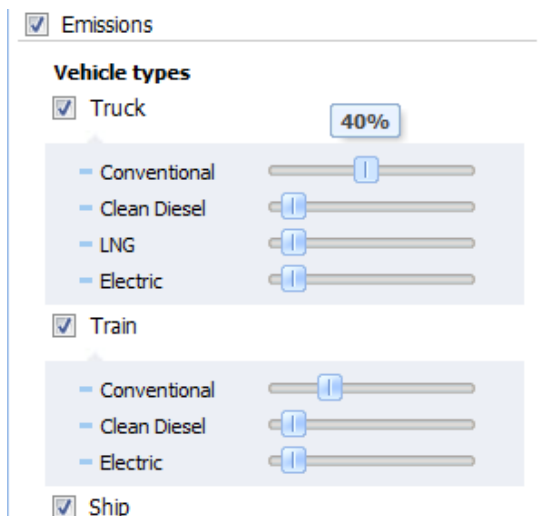 Emissions
Vehicle types
Truck
40%
Conventional
Clean Diesel
LNG
Electric
Train
Conventional
Clean Diesel
Electric
Ship